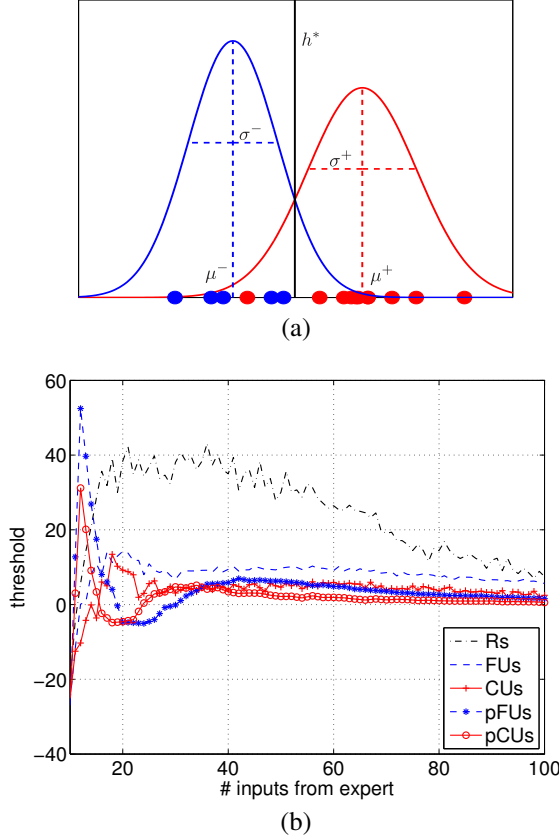 h*
σ⁻
σ⁺
μ⁻
μ⁺
(a)
60
40
20
0
−20
−40
threshold
20
40
60
80
100
# inputs from expert
Rs
FUs
CUs
pFUs
pCUs
(b)